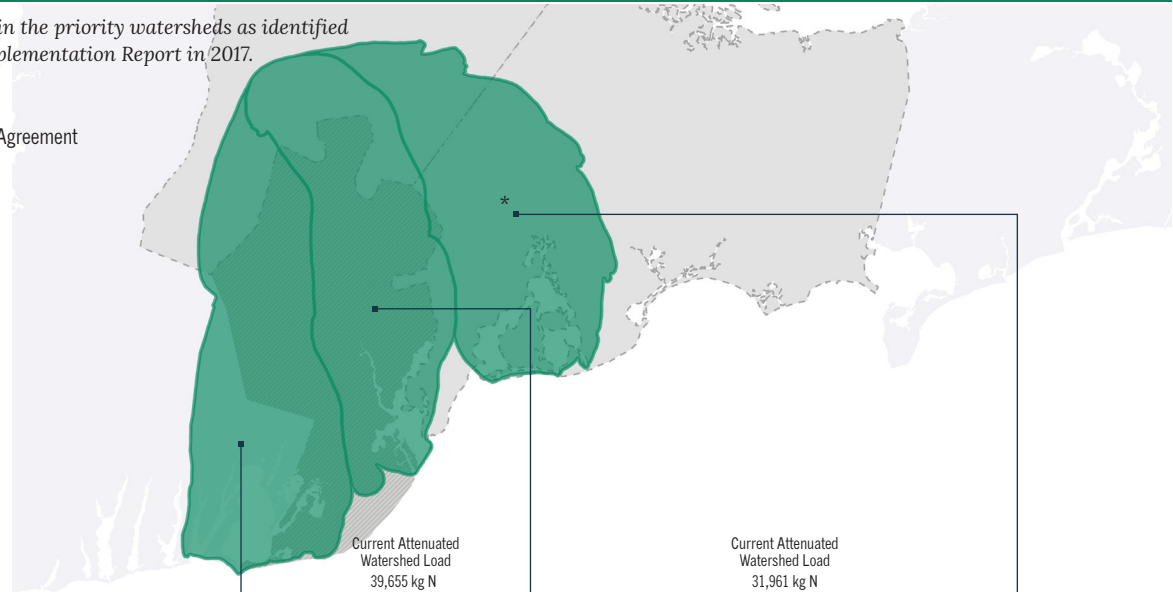 in the priority watersheds as identified
plementation Report in 2017.
Agreement
*
Current Attenuated
Watershed Load
39,655 kg N
Current Attenuated
Watershed Load
31,961 kg N